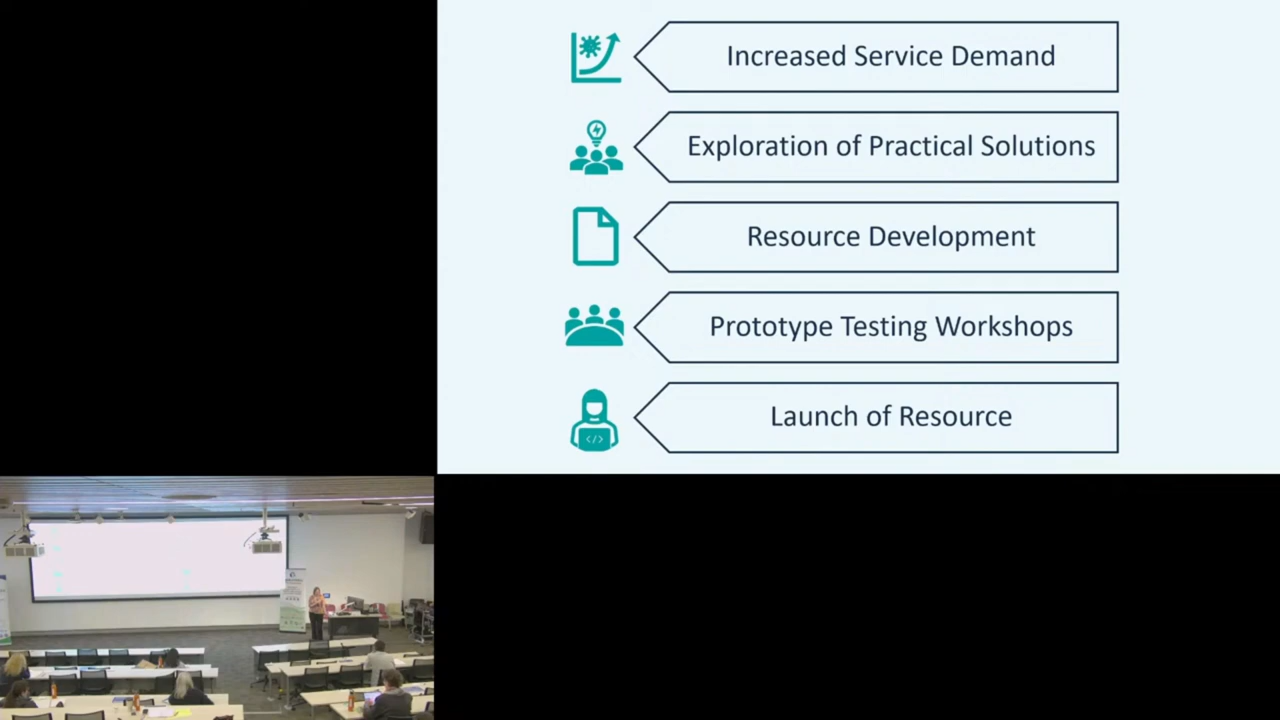 Increased Service Demand
Exploration of Practical Solutions
Resource Development
Prototype Testing Workshops
</>
Launch of Resource